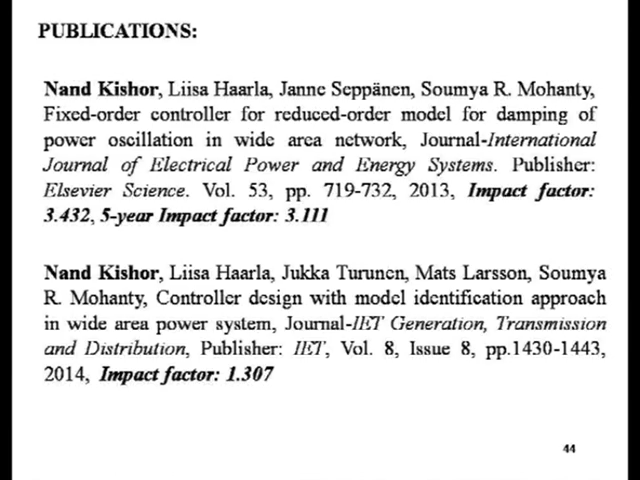 PUBLICATIONS:
Nand Kishor, Liisa Haarla, Janne Seppänen, Soumya R. Mohanty,
Fixed-order controller for reduced-order model for damping of
power oscillation in wide area network, Journal-International
Journal of Electrical Power and Energy Systems. Publisher:
Elsevier Science. Vol. 53, pp. 719-732, 2013, Impact factor:
3.432, 5-year Impact factor: 3.111
Nand Kishor, Liisa Haarla, Jukka Turunen, Mats Larsson, Soumya
R. Mohanty, Controller design with model identification approach
in wide area power system, Journal-IET Generation, Transmission
and Distribution, Publisher: IET, Vol. 8, Issue 8, pp.1430-1443,
2014, Impact factor: 1.307
44